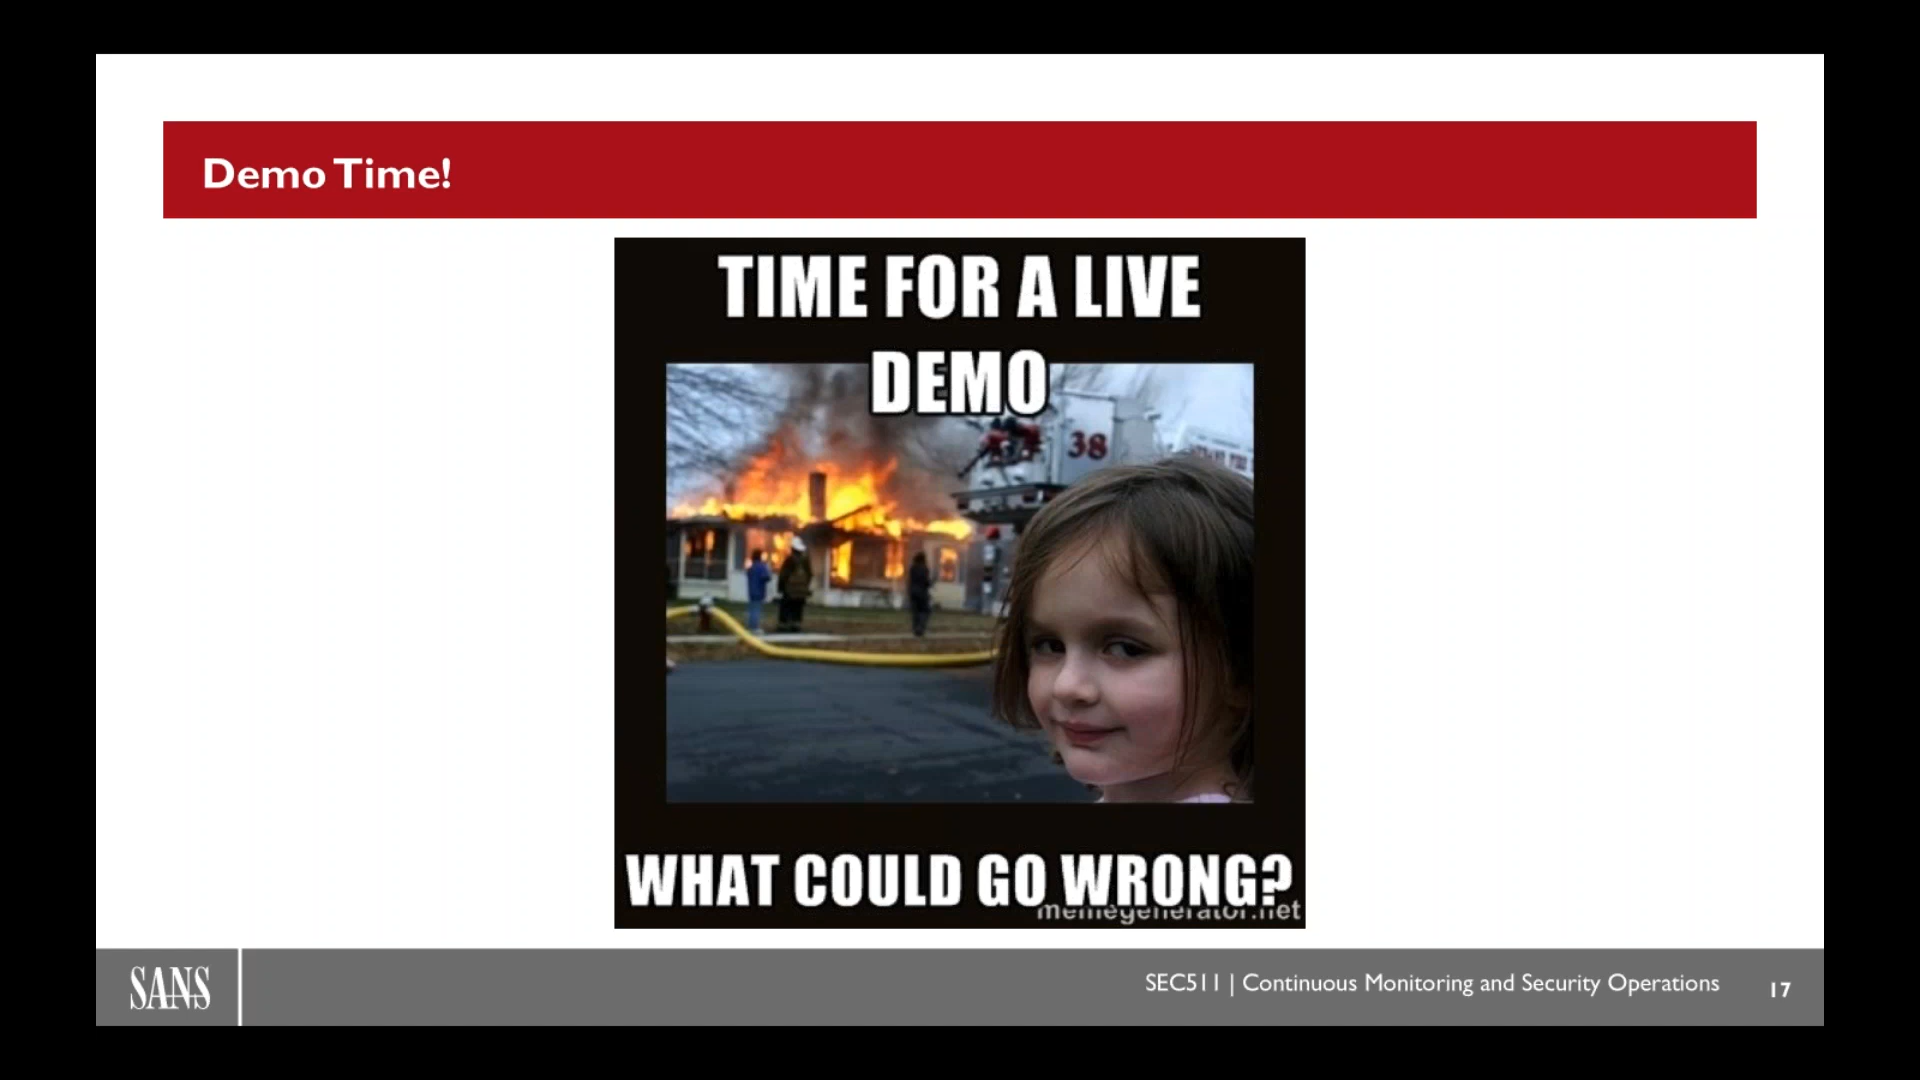 Demo Time!
TIME FOR A LIVE
DEMO
38
WHAT COULD GO WRONG?
memegenerator.net
SANS
SEC511 | Continuous Monitoring and Security Operations
17